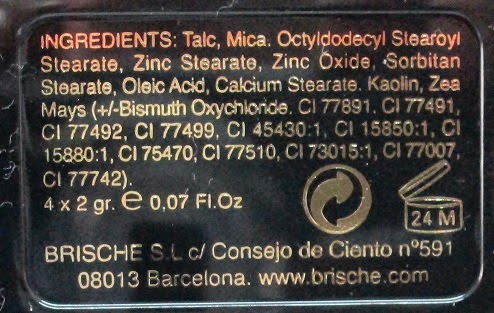 INGREDIENTS: Talc, Mica. Octyldodecyl Stearoyl
Stearate, Zinc Stearate, Zinc Oxide, Sorbitan
Stearate, Oleic Acid, Calcium Stearate. Kaolin, Zea
Mays (+/-Bismuth Oxychloride. CI 77891. CI 77491,
CI 77492, CI 77499, CI 45430:1, CI 15850:1, CI
15880:1, CI 75470, CI 77510, CI 73015:1, CI 77007,
CI 77742).
4 x 2 gr. e 0,07 Fl.Oz
24 M
BRISCHE S.L c/ Consejo de Ciento nº591
08013 Barcelona. www.brische.com